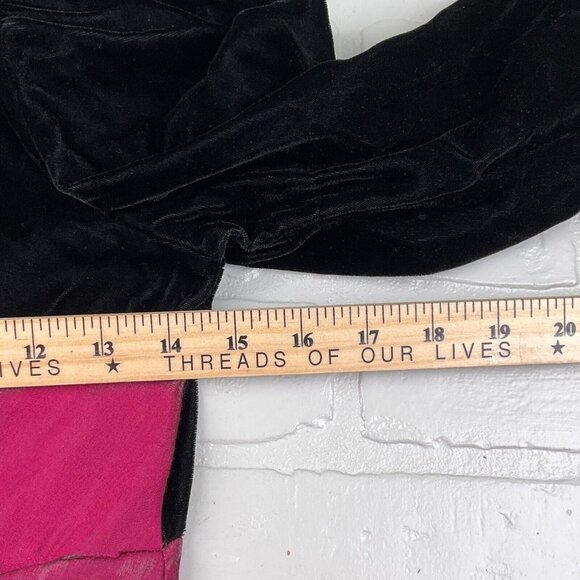 12 13 14 15 16 17 18 19 20
IVES ★ THREADS OF OUR LIVES ★